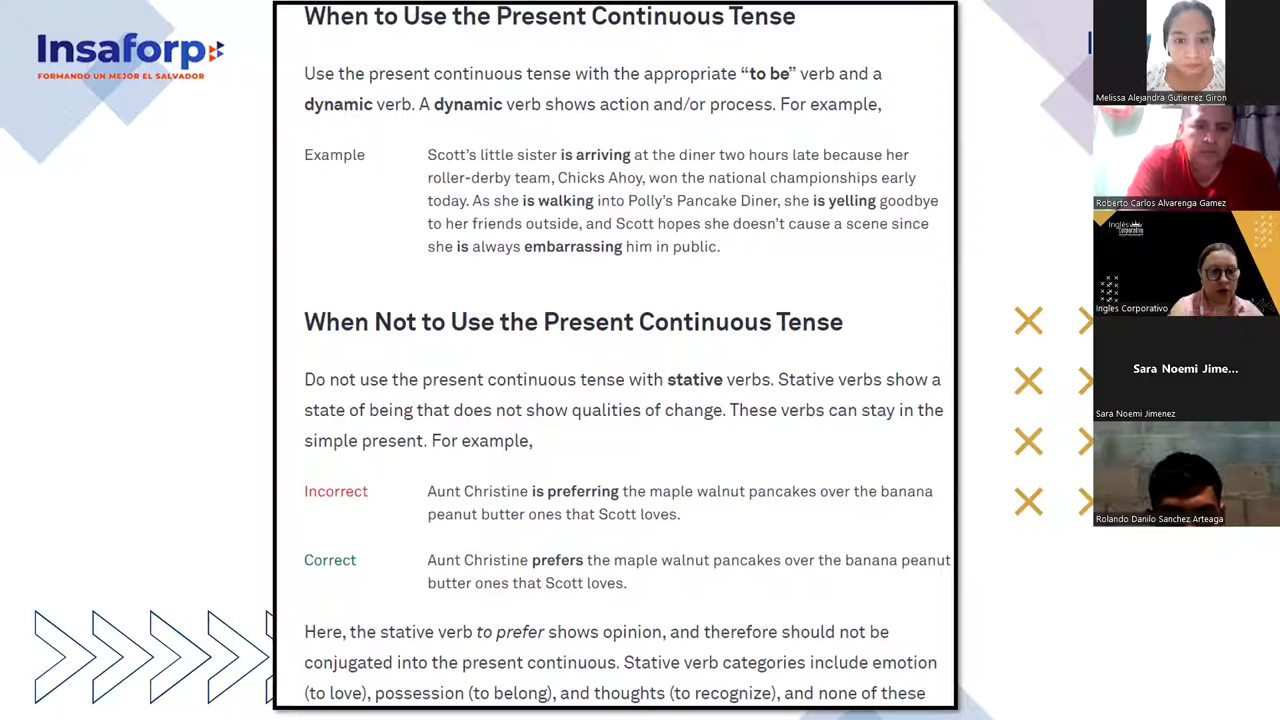 Insaforp
FORMANDO UN MEJOR EL SALVADOR
When to Use the Present Continuous Tense
Use the present continuous tense with the appropriate “to be” verb and a
dynamic verb. A dynamic verb shows action and/or process. For example,
Example
Scott’s little sister is arriving at the diner two hours late because her
roller-derby team, Chicks Ahoy, won the national championships early
today. As she is walking into Polly’s Pancake Diner, she is yelling goodbye
to her friends outside, and Scott hopes she doesn’t cause a scene since
she is always embarrassing him in public.
When Not to Use the Present Continuous Tense
Do not use the present continuous tense with stative verbs. Stative verbs show a
state of being that does not show qualities of change. These verbs can stay in the
simple present. For example,
Incorrect
Aunt Christine is preferring the maple walnut pancakes over the banana
peanut butter ones that Scott loves.
Correct
Aunt Christine prefers the maple walnut pancakes over the banana peanut
butter ones that Scott loves.
Here, the stative verb to prefer shows opinion, and therefore should not be
conjugated into the present continuous. Stative verb categories include emotion
(to love), possession (to belong), and thoughts (to recognize), and none of these
Melissa Alejandra Gutierrez Giron
Roberto Carlos Alvarenga Gamez
Inglés
Corporativo
Ingles Corporativo
Sara Noemi Jime...
Sara Noemi Jimenez
Rolando Danilo Sanchez Arteaga